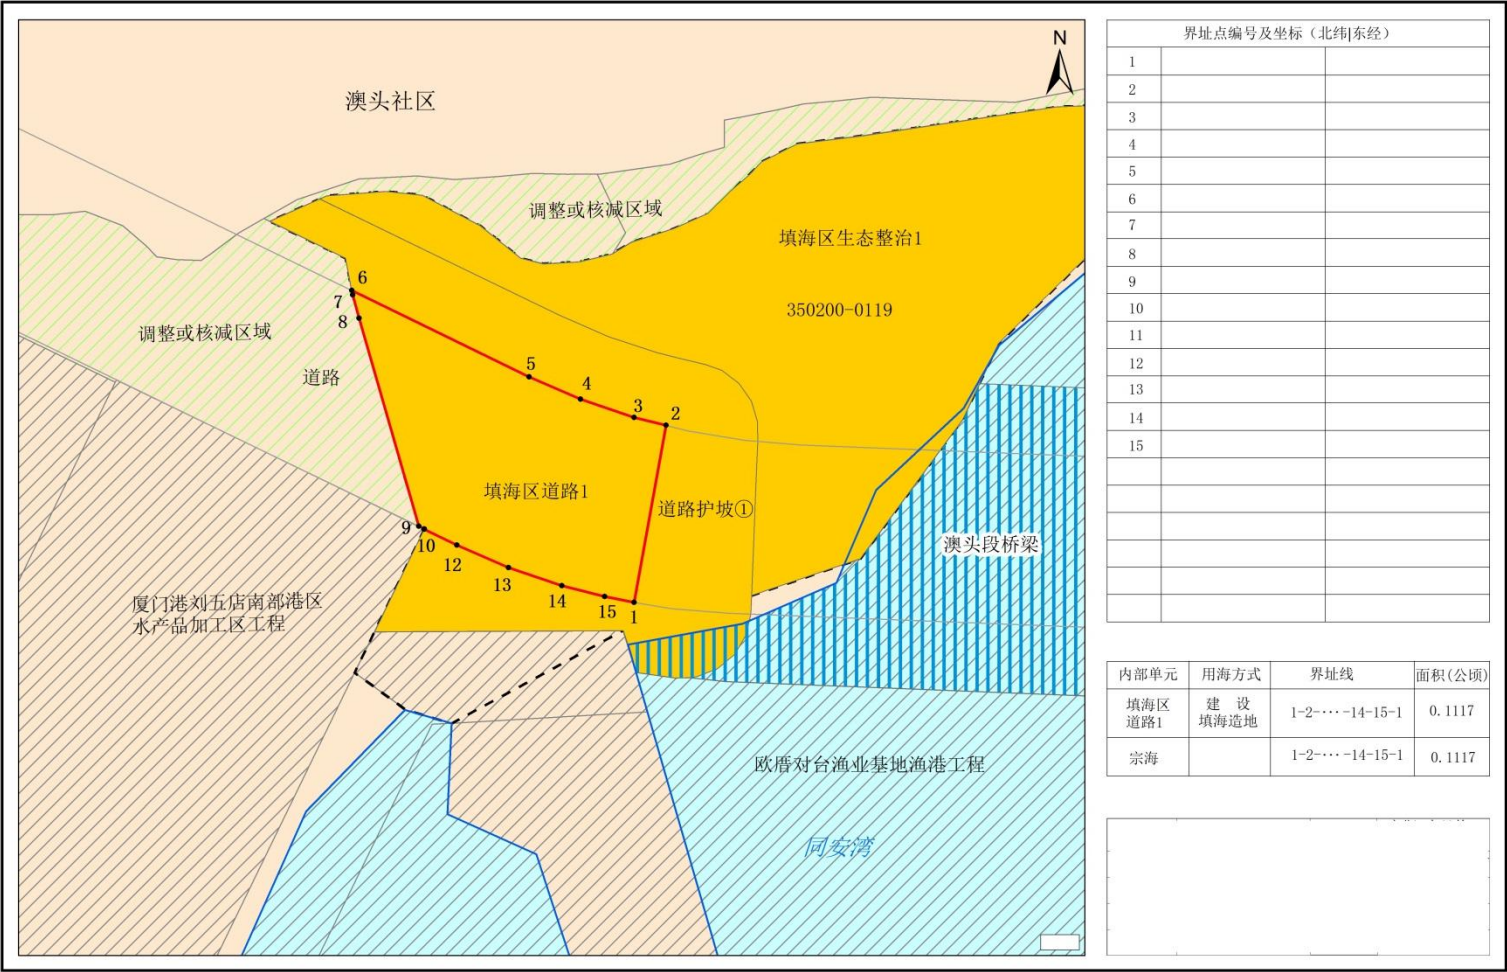 N
澳头社区
调整或核减区域
填海区生态整治1
350200-0119
调整或核减区域
道路
6
7
8
5
4
3
2
填海区道路1
道路护坡①
9
10
12
13
14
15
1
澳头段桥梁
厦门港刘五店南部港区
水产品加工区工程
欧厝对台渔业基地渔港工程
同安湾
界址点编号及坐标（北纬|东经）
1
2
3
4
5
6
7
8
9
10
11
12
13
14
15
内部单元 用海方式 界址线 面积(公顷)
填海区道路1 建 设填海造地 1-2-···-14-15-1 0.1117
宗海 1-2-···-14-15-1 0.1117